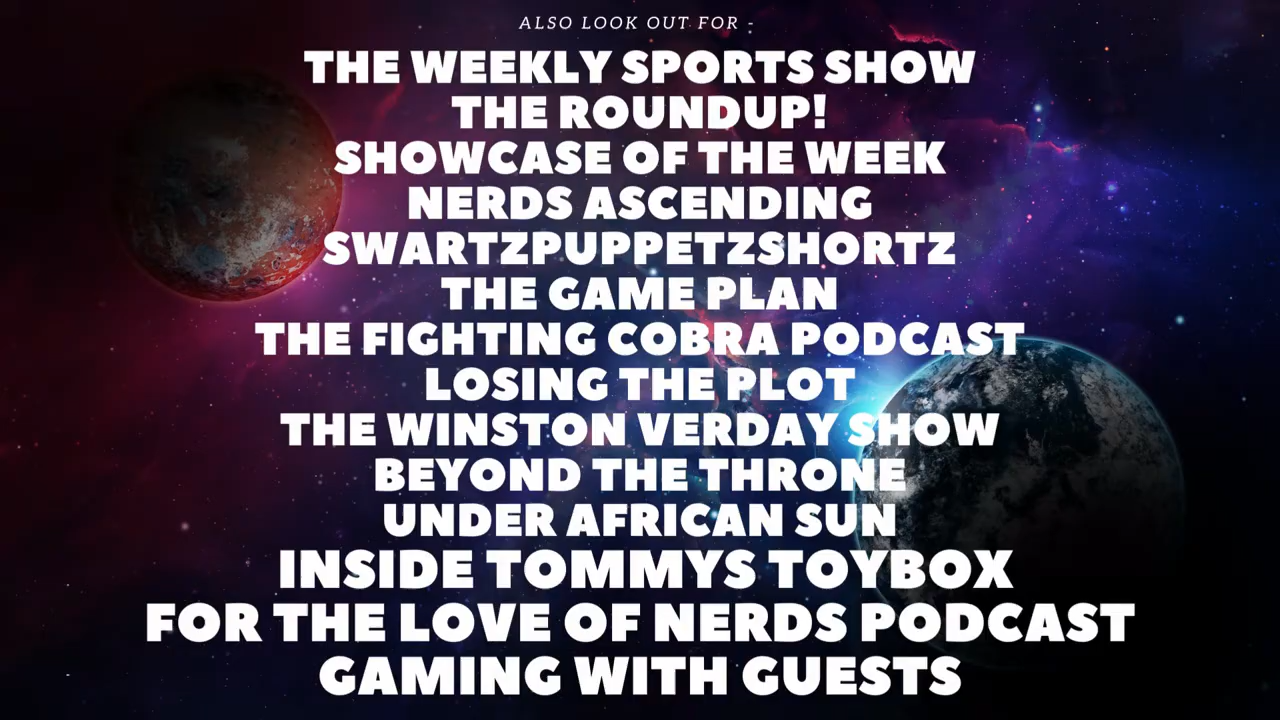 ALSO LOOK OUT FOR -
THE WEEKLY SPORTS SHOW
THE ROUNDUP!
SHOWCASE OF THE WEEK
NERDS ASCENDING
SWARTZPUPPETZSHORTZ
THE GAME PLAN
THE FIGHTING COBRA PODCAST
LOSING THE PLOT
THE WINSTON VERDAY SHOW
BEYOND THE THRONE
UNDER AFRICAN SUN
INSIDE TOMMYS TOYBOX
FOR THE LOVE OF NERDS PODCAST
GAMING WITH GUESTS